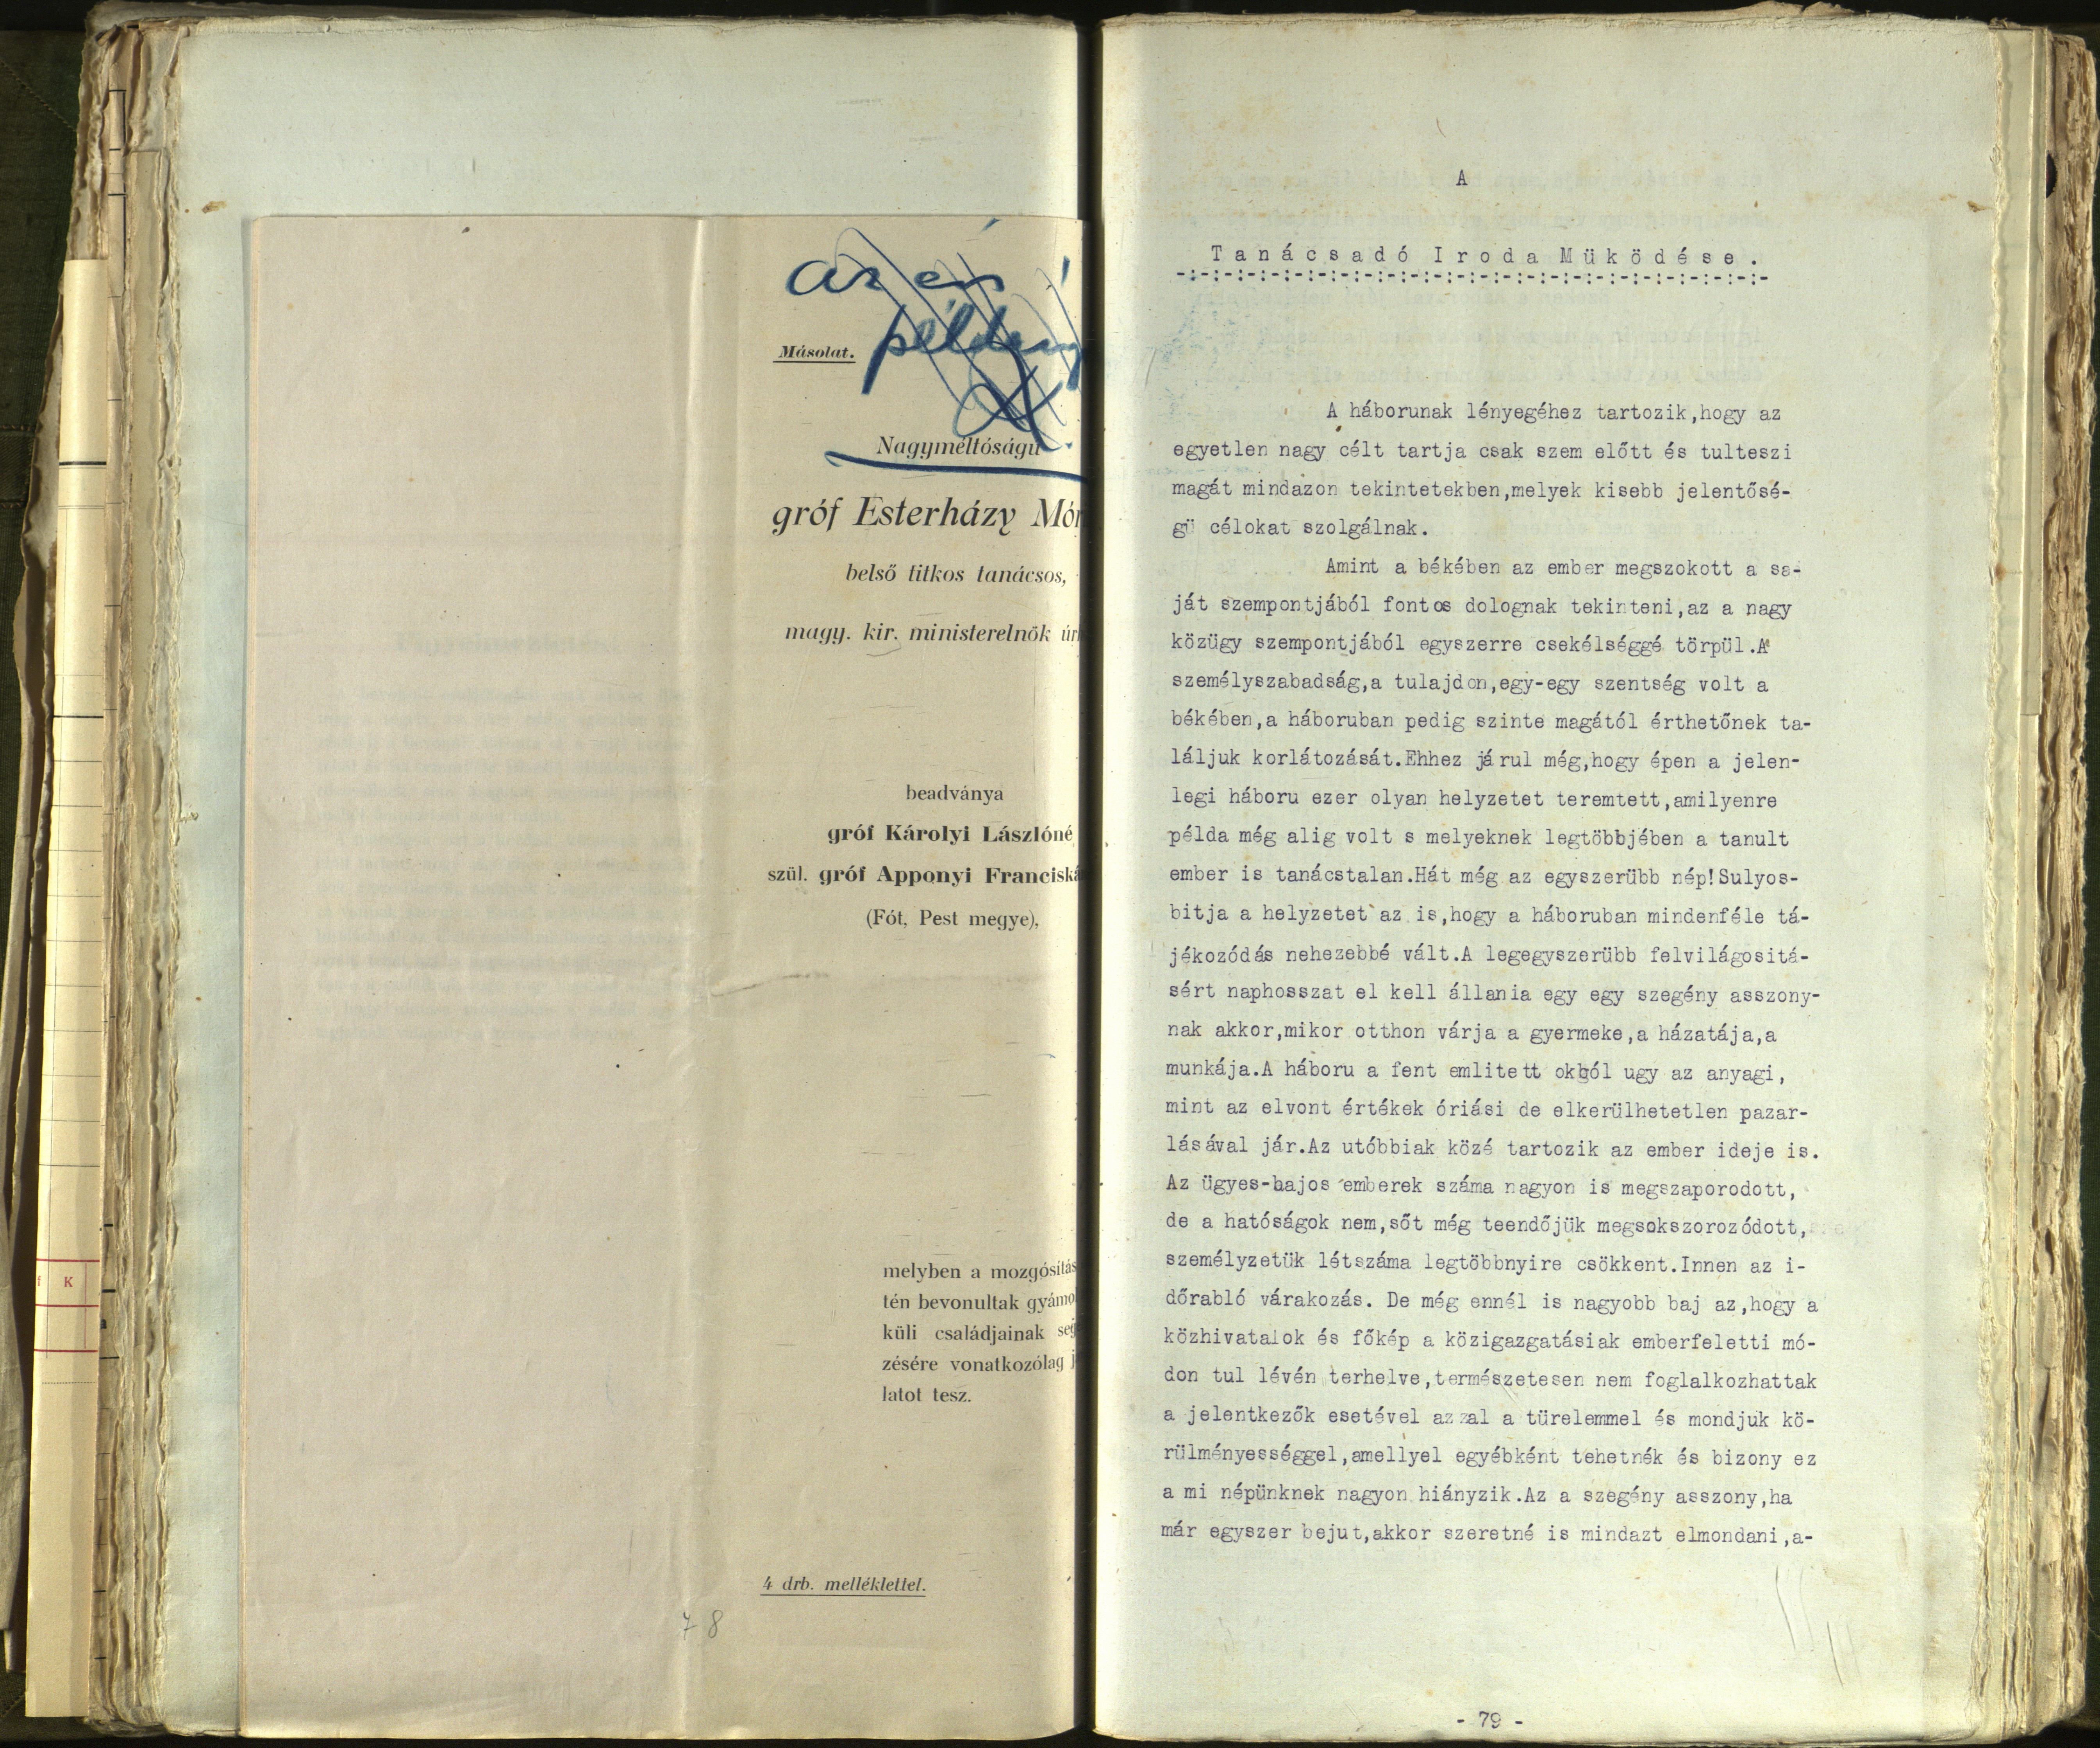 az én
példány
Másolat.
Nagyméltóságú
gróf Esterházy Mór
belső titkos tanácsos,
magy. kir. ministerelnök úr
beadványa
gróf Károlyi Lászlóné
szül. gróf Apponyi Franciská
(Fót, Pest megye),
melyben a mozgósítás
tén bevonultak gyámo
küli családjainak seg
zésére vonatkozólag j
latot tesz.
4 drb. melléklettel.
78
K
A
Tanácsadó Iroda Müködése.
-:-:-:-:-:-:-:-:-:-:-:-:-:-:-:-:-:-:-:-:-:-:-:-:-
A háborunak lényegéhez tartozik,hogy az
egyetlen nagy célt tartja csak szem előtt és tulteszi
magát mindazon tekintetekben,melyek kisebb jelentősé-
gü célokat szolgálnak.
Amint a békében az ember megszokott a sa-
ját szempontjából fontos dolognak tekinteni,az a nagy
közügy szempontjából egyszerre csekélséggé törpül.A
személyszabadság,a tulajdon,egy-egy szentség volt a
békében,a háboruban pedig szinte magától érthetőnek ta-
láljuk korlátozását.Ehhez járul még,hogy épen a jelen-
legi háboru ezer olyan helyzetet teremtett,amilyenre
példa még alig volt s melyeknek legtöbbjében a tanult
ember is tanácstalan.Hát még az egyszerübb nép!Sulyos-
bitja a helyzetet az is,hogy a háboruban mindenféle tá-
jékozódás nehezebbé vált.A legegyszerübb felvilágositá-
sért naphosszat el kell állania egy egy szegény asszony-
nak akkor,mikor otthon várja a gyermeke,a házatája,a
munkája.A háboru a fent emlitett okból ugy az anyagi,
mint az elvont értékek óriási de elkerülhetetlen pazar-
lásával jár.Az utóbbiak közé tartozik az ember ideje is.
Az ügyes-bajos emberek száma nagyon is megszaporodott,
de a hatóságok nem,sőt még teendőjük megsokszorozódott,
személyzetük létszáma legtöbbnyire csökkent.Innen az i-
dőrabló várakozás. De még ennél is nagyobb baj az,hogy a
közhivatalok és főkép a közigazgatásiak emberfeletti mó-
don tul lévén terhelve,természetesen nem foglalkozhattak
a jelentkezők esetével azzal a türelemmel és mondjuk kö-
rülményességgel,amellyel egyébként tehetnék és bizony ez
a mi népünknek nagyon hiányzik.Az a szegény asszony,ha
már egyszer bejut,akkor szeretné is mindazt elmondani,a-
- 79 -